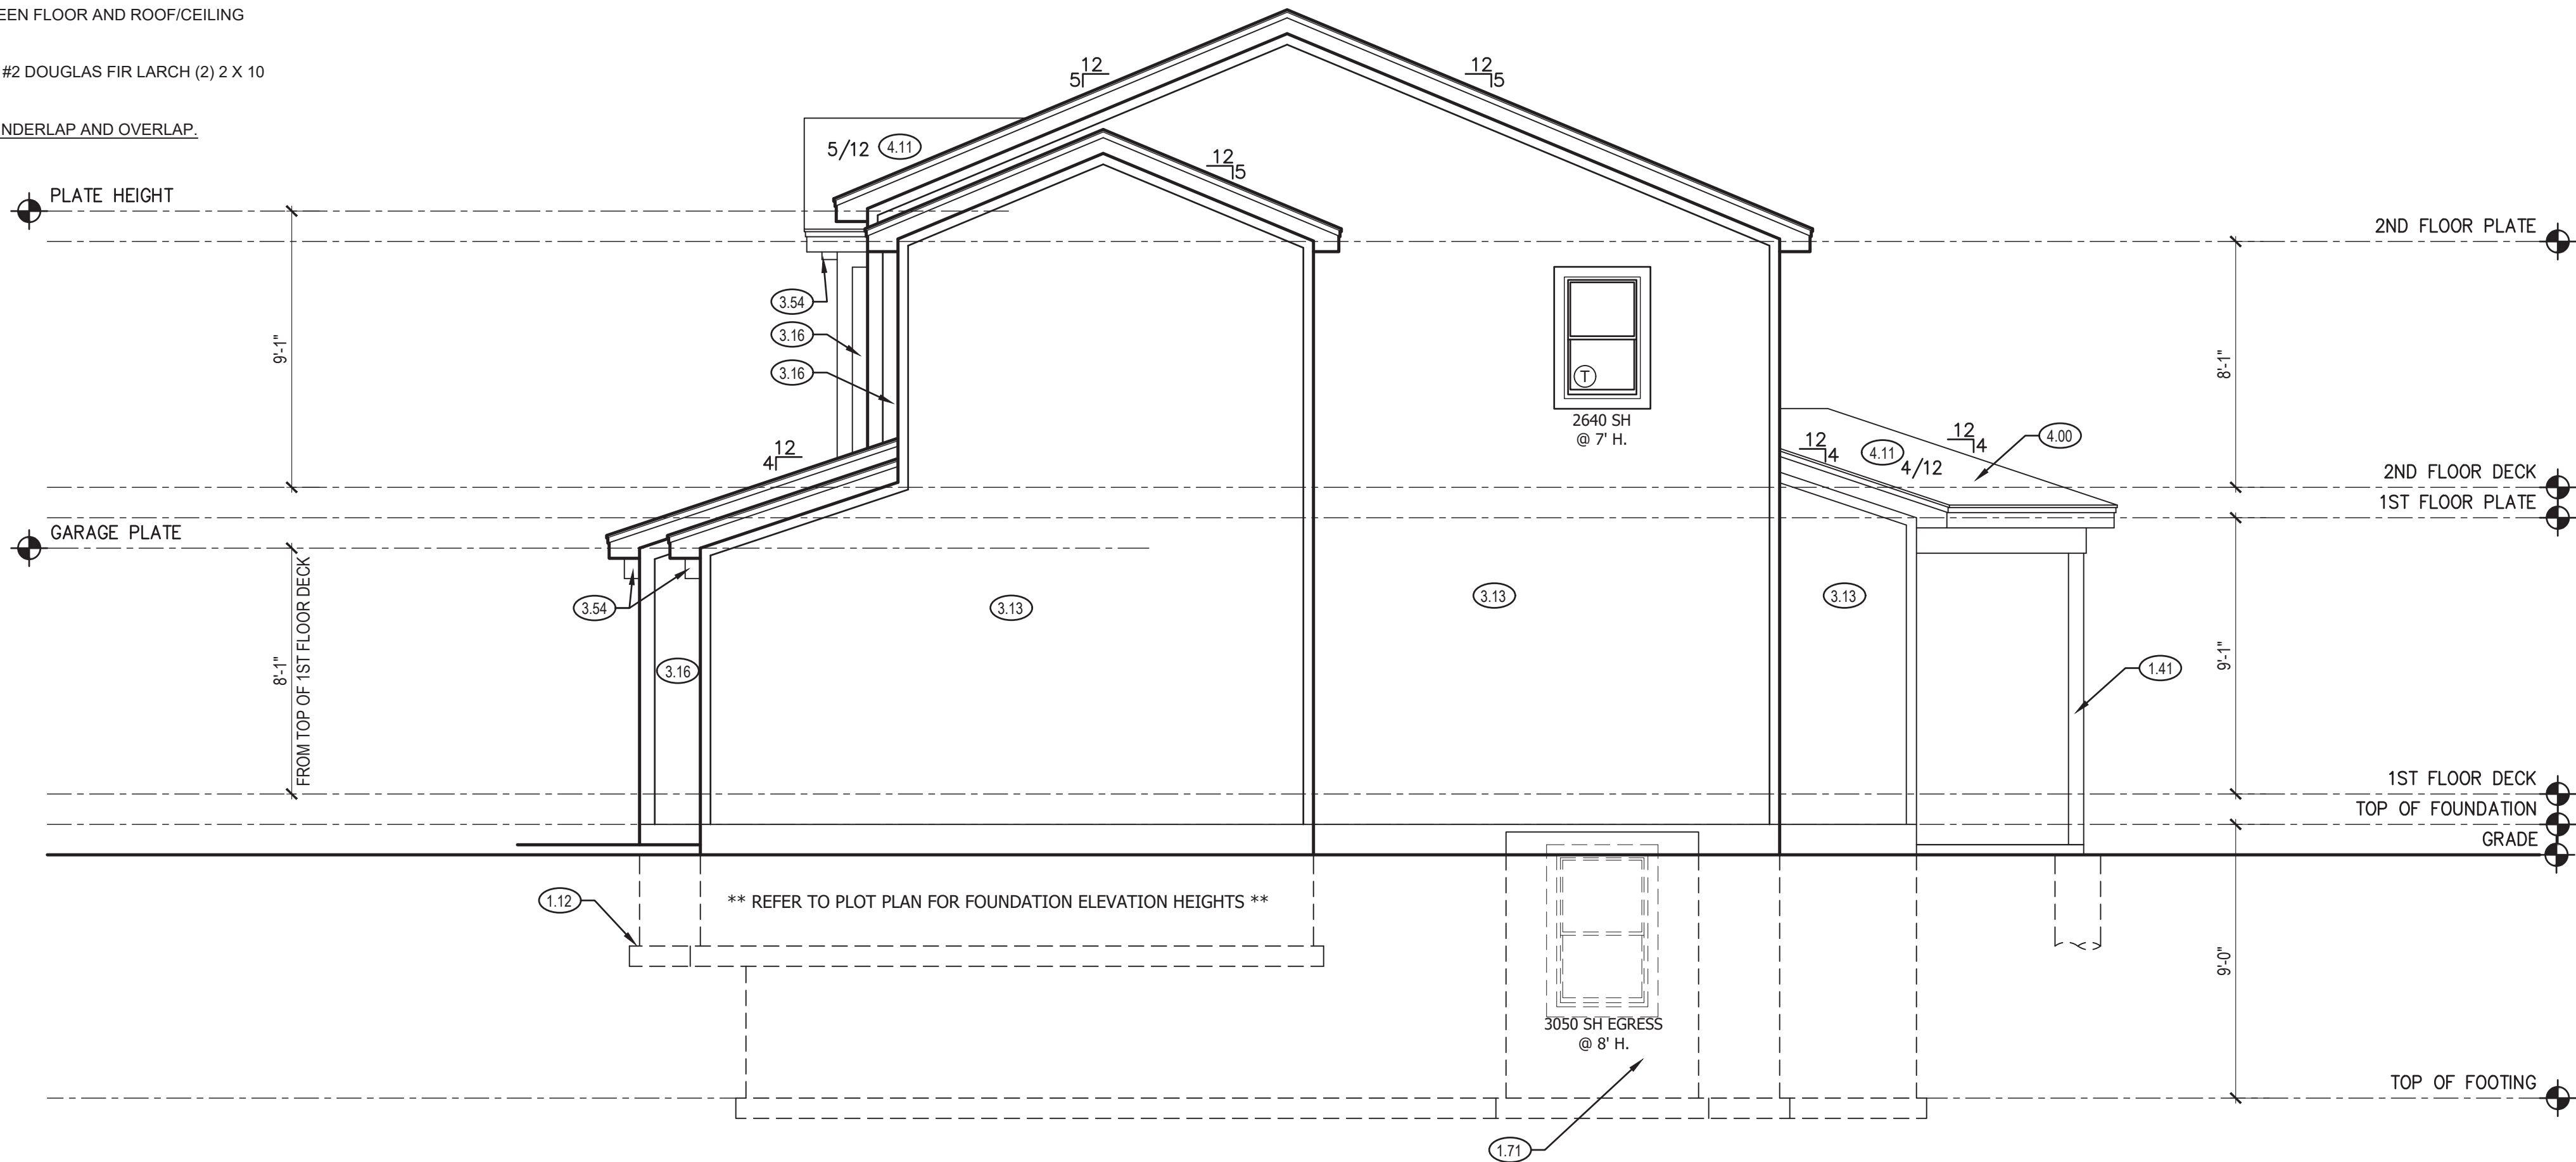 EEN FLOOR AND ROOF/CEILING
#2 DOUGLAS FIR LARCH (2) 2 X 10
NDERLAP AND OVERLAP.
12
5
12
5
5/12
4.11
12
5
PLATE HEIGHT
2ND FLOOR PLATE
3.54
3.16
3.16
9'-1"
8'-1"
T
2640 SH
@ 7' H.
12
4
12
4
4.11
4/12
12
4
4.00
2ND FLOOR DECK
1ST FLOOR PLATE
GARAGE PLATE
8'-1"
FROM TOP OF 1ST FLOOR DECK
3.54
3.16
3.13
3.13
3.13
1.41
9'-1"
1ST FLOOR DECK
TOP OF FOUNDATION
GRADE
1.12
** REFER TO PLOT PLAN FOR FOUNDATION ELEVATION HEIGHTS **
3050 SH EGRESS
@ 8' H.
9'-0"
TOP OF FOOTING
1.71